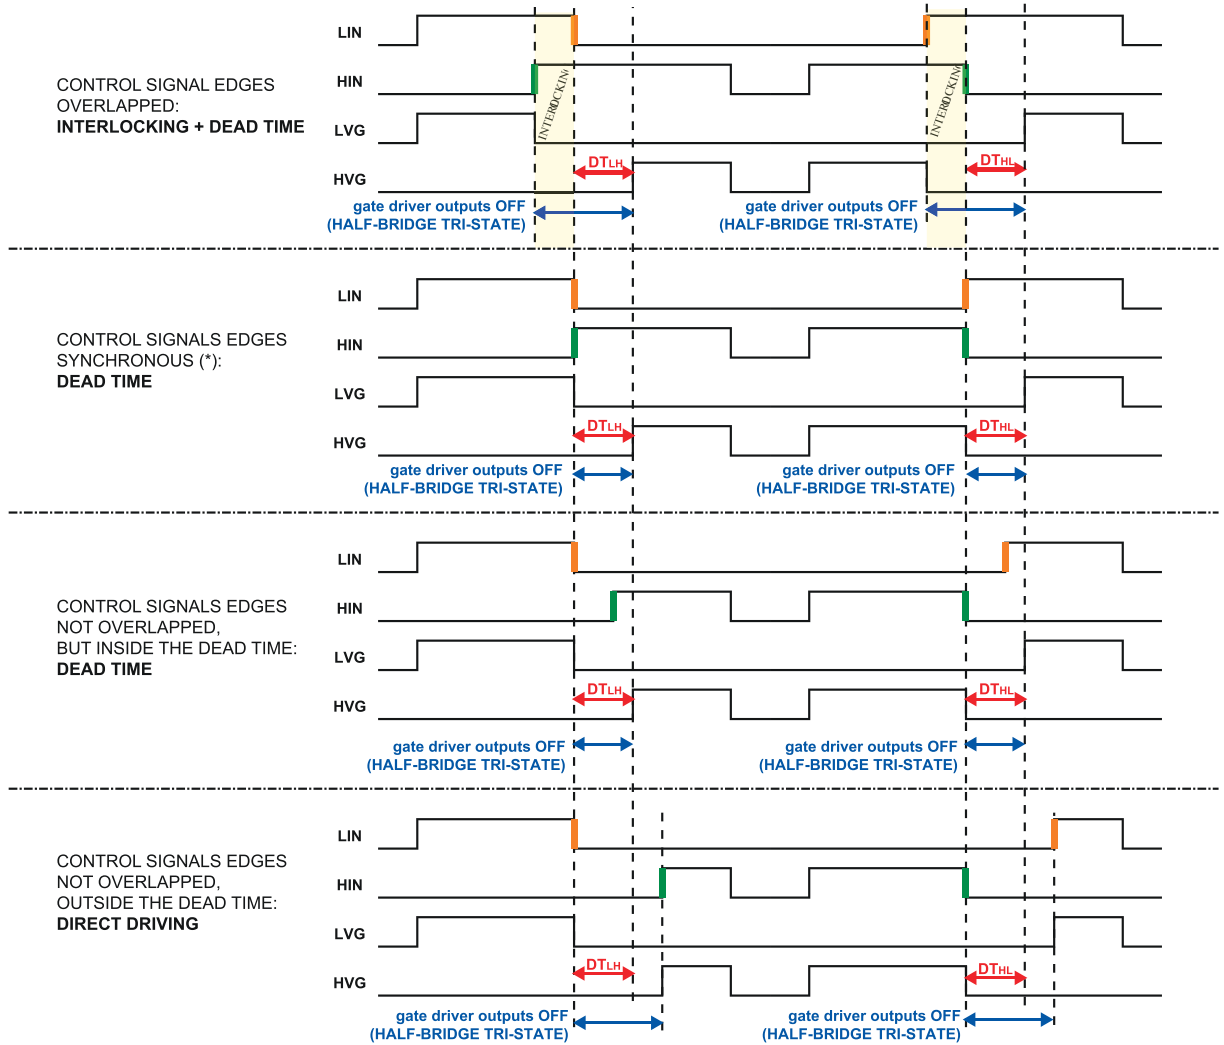 LIN
HIN
CONTROL SIGNAL EDGES
OVERLAPPED:
INTERLOCKING + DEAD TIME
INTERLOCKING
INTERLOCKING
LVG
DTLH
DTHL
HVG
gate driver outputs OFF
(HALF-BRIDGE TRI-STATE)
gate driver outputs OFF
(HALF-BRIDGE TRI-STATE)
LIN
CONTROL SIGNALS EDGES
SYNCHRONOUS (*):
DEAD TIME
HIN
LVG
DTLH
DTHL
HVG
gate driver outputs OFF
(HALF-BRIDGE TRI-STATE)
gate driver outputs OFF
(HALF-BRIDGE TRI-STATE)
LIN
CONTROL SIGNALS EDGES
NOT OVERLAPPED,
BUT INSIDE THE DEAD TIME:
DEAD TIME
HIN
LVG
DTLH
DTHL
HVG
gate driver outputs OFF
(HALF-BRIDGE TRI-STATE)
gate driver outputs OFF
(HALF-BRIDGE TRI-STATE)
LIN
CONTROL SIGNALS EDGES
NOT OVERLAPPED,
OUTSIDE THE DEAD TIME:
DIRECT DRIVING
HIN
LVG
DTLH
DTHL
HVG
gate driver outputs OFF
(HALF-BRIDGE TRI-STATE)
gate driver outputs OFF
(HALF-BRIDGE TRI-STATE)